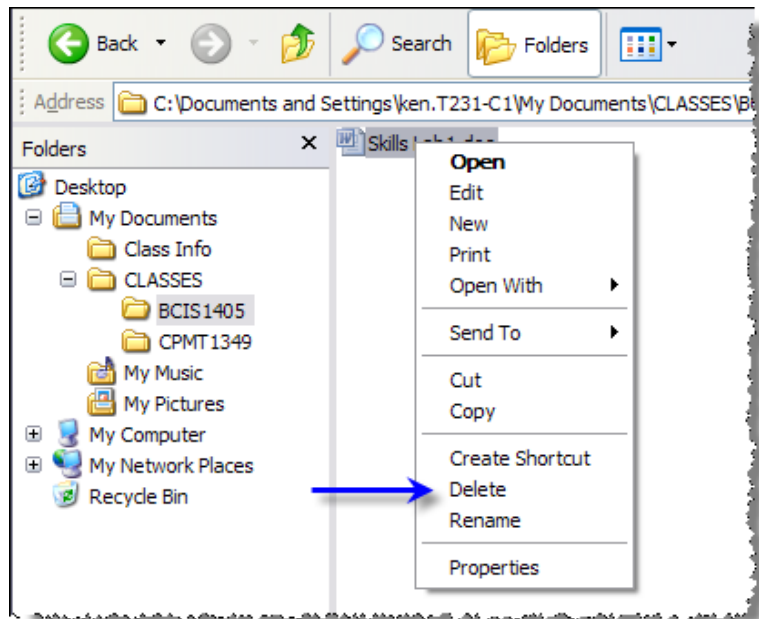 Back Search Folders
Address C:\Documents and Settings\ken.T231-C1\My Documents\CLASSES\
Folders
Desktop
My Documents
Class Info
CLASSES
BCIS1405
CPMT1349
My Music
My Pictures
My Computer
My Network Places
Recycle Bin
Skills
Open
Edit
New
Print
Open With
Send To
Cut
Copy
Create Shortcut
Delete
Rename
Properties